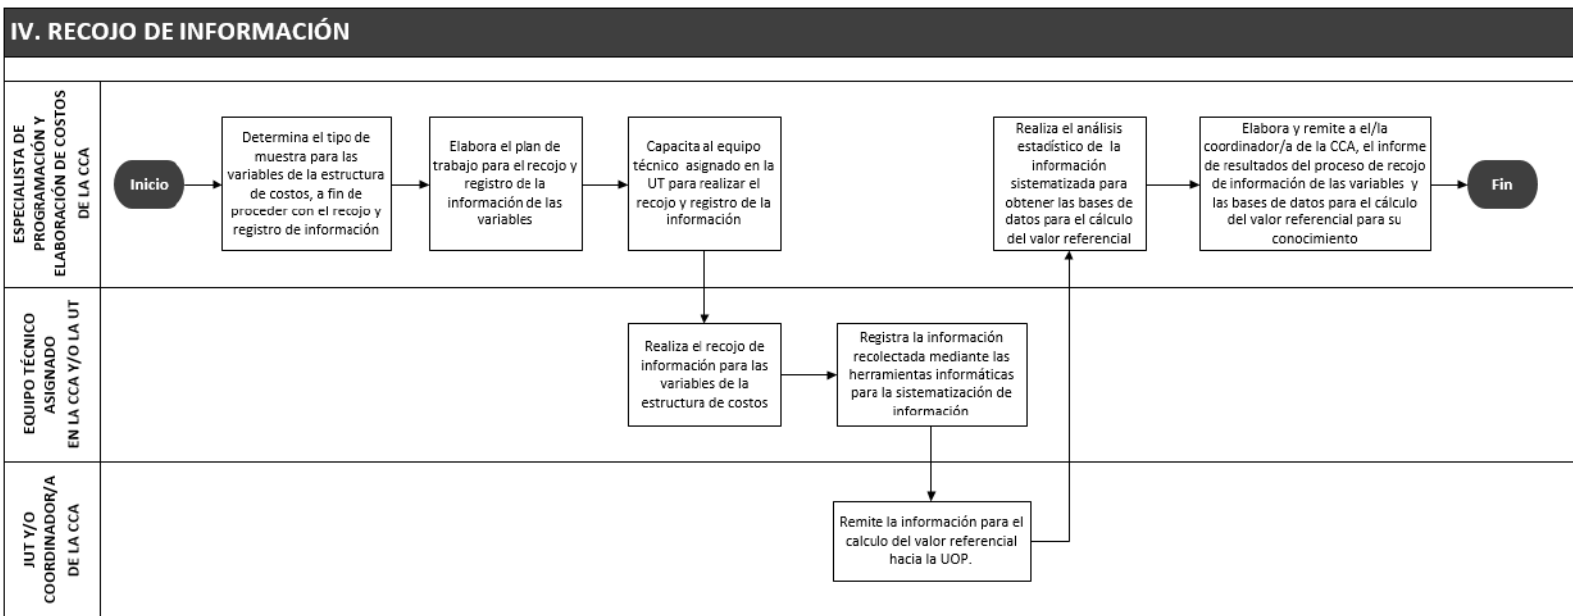 IV. RECOJO DE INFORMACIÓN
ESPECIALISTA DE
PROGRAMACIÓN Y
ELABORACIÓN DE COSTOS
DE LA CCA
Inicio
Determina el tipo de
muestra para las
variables de la estructura
de costos, a fin de
proceder con el recojo y
registro de información
Elabora el plan de
trabajo para el recojo y
registro de la
información de las
variables
Capacita al equipo
técnico asignado en la
UT para realizar el
recojo y registro de la
información
Realiza el análisis
estadístico de la
información
sistematizada para
obtener las bases de
datos para el cálculo
del valor referencial
Elabora y remite a el/la
coordinador/a de la CCA, el informe
de resultados del proceso de recojo
de información de las variables y
las bases de datos para el cálculo
del valor referencial para su
conocimiento
Fin
EQUIPO TÉCNICO
ASIGNADO
EN LA CCA Y/O LA UT
Realiza el recojo de
información para las
variables de la
estructura de costos
Registra la información
recolectada mediante las
herramientas informáticas
para la sistematización de
información
JUT Y/O
COORDINADOR/A
DE LA CCA
Remite la información para el
calculo del valor referencial
hacia la UOP.